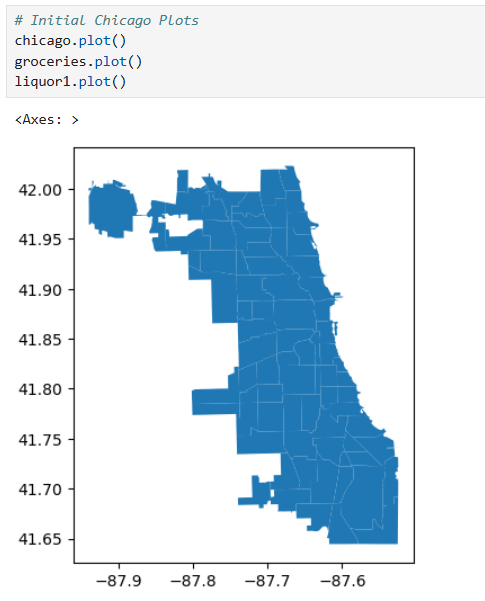 # Initial Chicago Plots
chicago.plot()
groceries.plot()
liquor1.plot()
<Axes: >
42.00
41.95
41.90
41.85
41.80
41.75
41.70
41.65
−87.9 −87.8 −87.7 −87.6